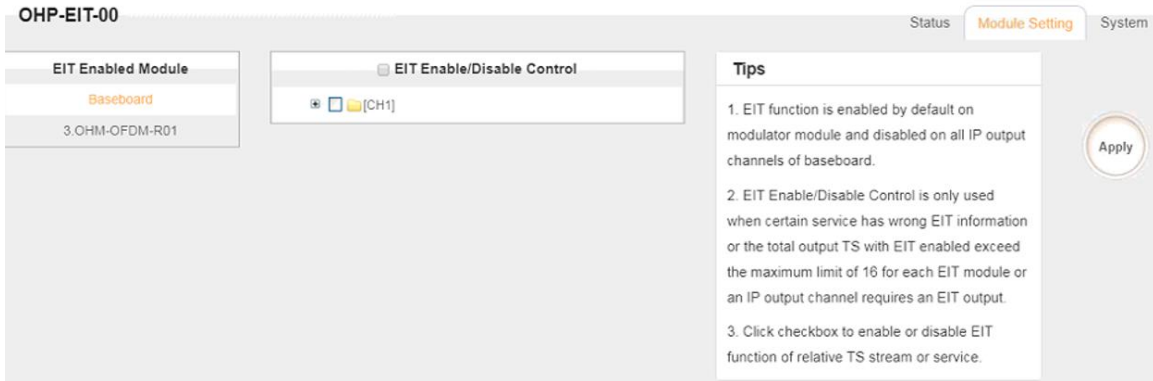 OHP-EIT-00
Status
Module Setting
System
EIT Enabled Module
Baseboard
3.OHM-OFDM-R01
EIT Enable/Disable Control
[CH1]
Tips
1. EIT function is enabled by default on
modulator module and disabled on all IP output
channels of baseboard.
2. EIT Enable/Disable Control is only used
when certain service has wrong EIT information
or the total output TS with EIT enabled exceed
the maximum limit of 16 for each EIT module or
an IP output channel requires an EIT output.
3. Click checkbox to enable or disable EIT
function of relative TS stream or service.
Apply